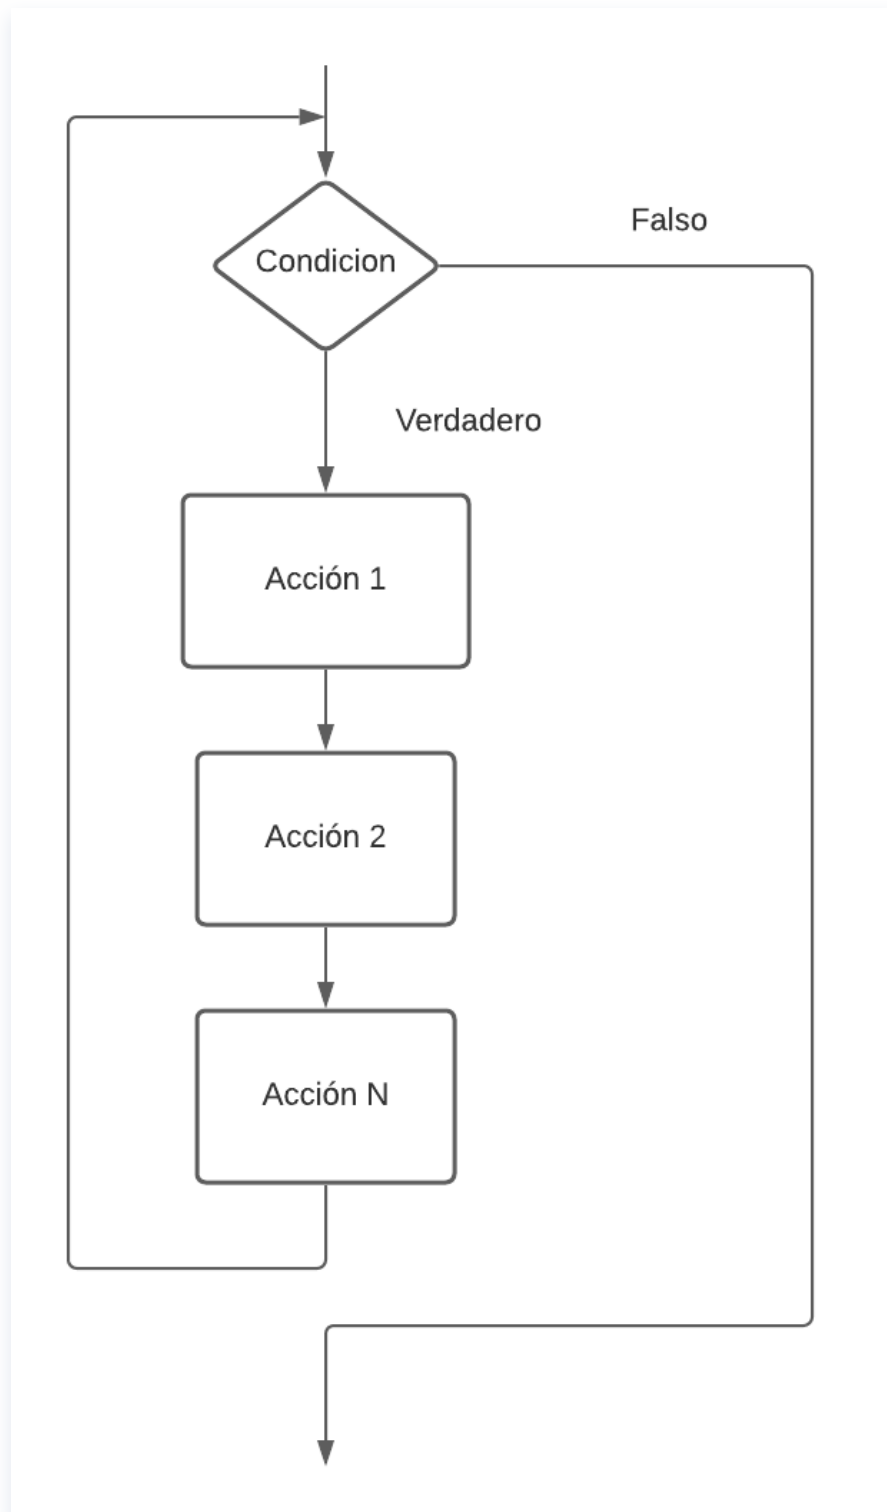 Falso
Condicion
Verdadero
Acción 1
Acción 2
Acción N